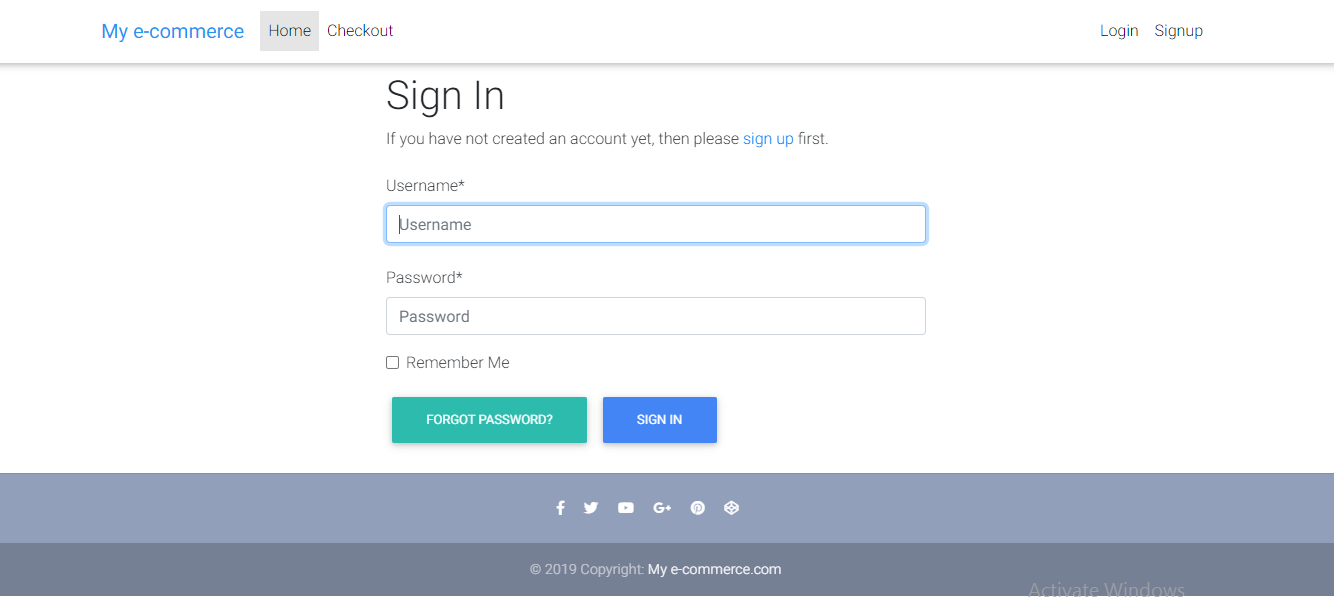 My e-commerce Home Checkout Login Signup
Sign In
If you have not created an account yet, then please sign up first.
Username*
Username
Password*
Password
Remember Me
FORGOT PASSWORD? SIGN IN
© 2019 Copyright: My e-commerce.com
Activate Windows